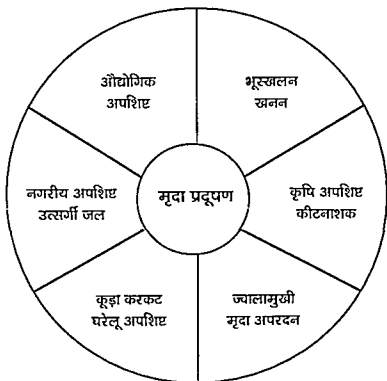 औद्योगिक
अपशिष्ट
भूस्खलन
खनन
नगरीय अपशिष्ट
उत्सर्गी जल
मृदा प्रदूषण
कृषि अपशिष्ट
कीटनाशक
कूड़ा करकट
घरेलू अपशिष्ट
ज्वालामुखी
मृदा अपरदन